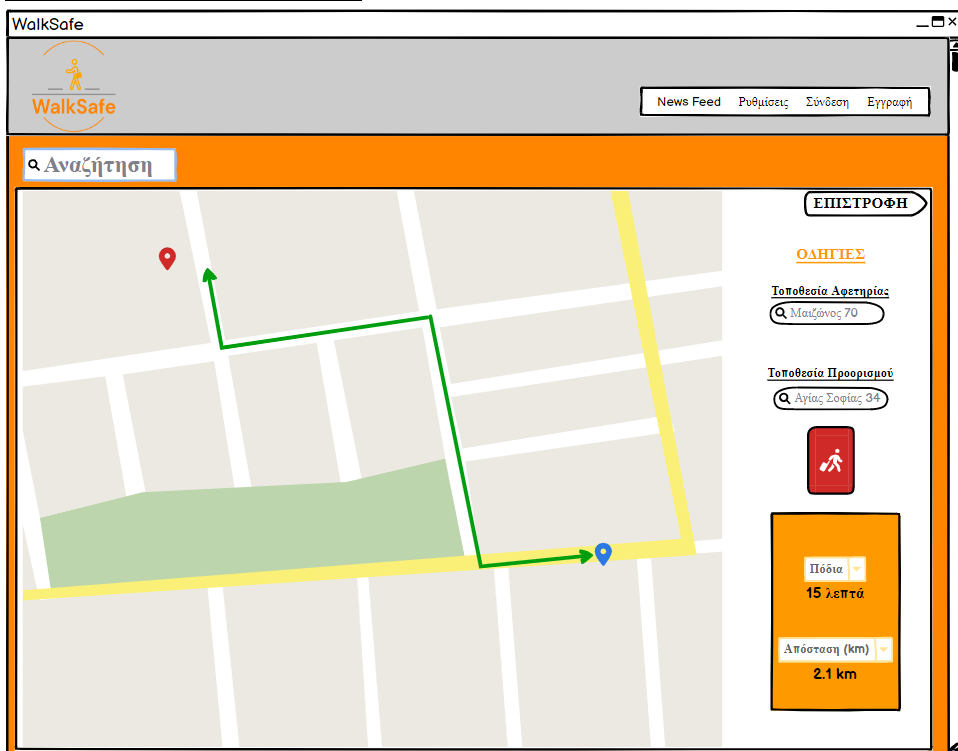 WalkSafe
WalkSafe
News Feed Ρυθμίσεις Σύνδεση Εγγραφή
Αναζήτηση
ΕΠΙΣΤΡΟΦΗ
ΟΔΗΓΙΕΣ
Τοποθεσία Αφετηρίας
Μαιζώνος 70
Τοποθεσία Προορισμού
Αγίας Σοφίας 34
Πόδια
15 λεπτά
Απόσταση (km)
2.1 km